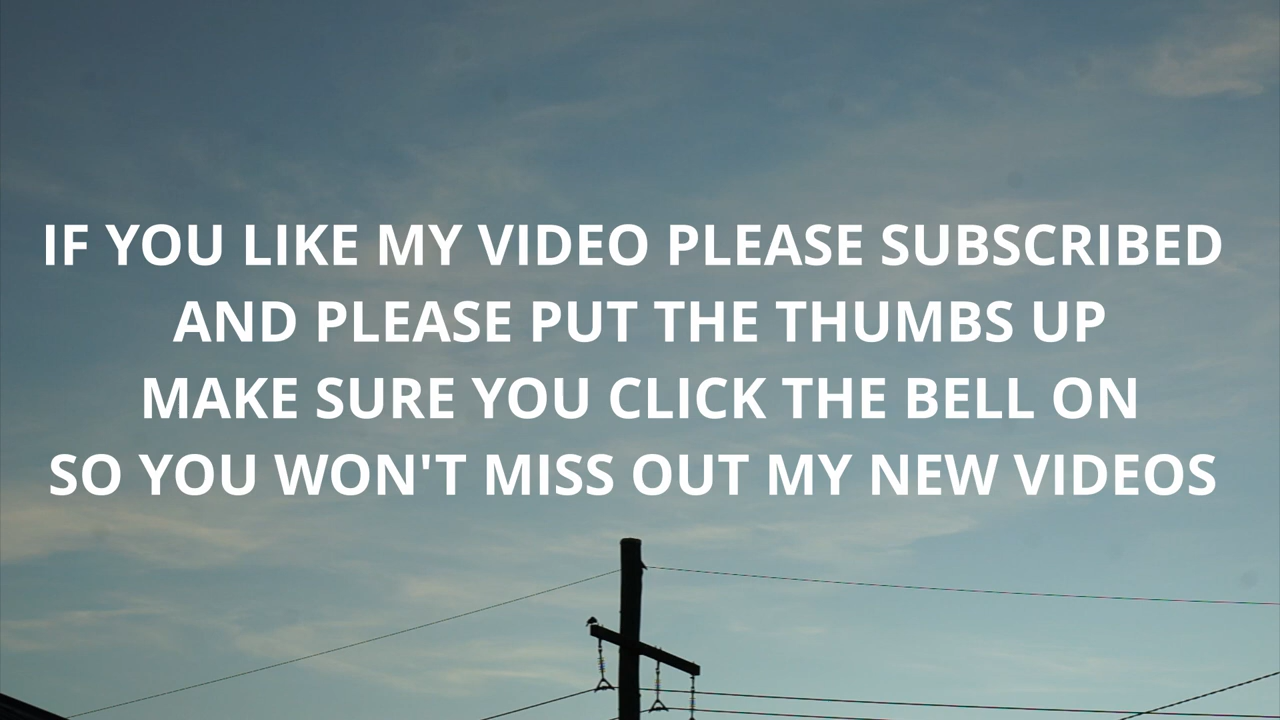 IF YOU LIKE MY VIDEO PLEASE SUBSCRIBED
AND PLEASE PUT THE THUMBS UP
MAKE SURE YOU CLICK THE BELL ON
SO YOU WON'T MISS OUT MY NEW VIDEOS